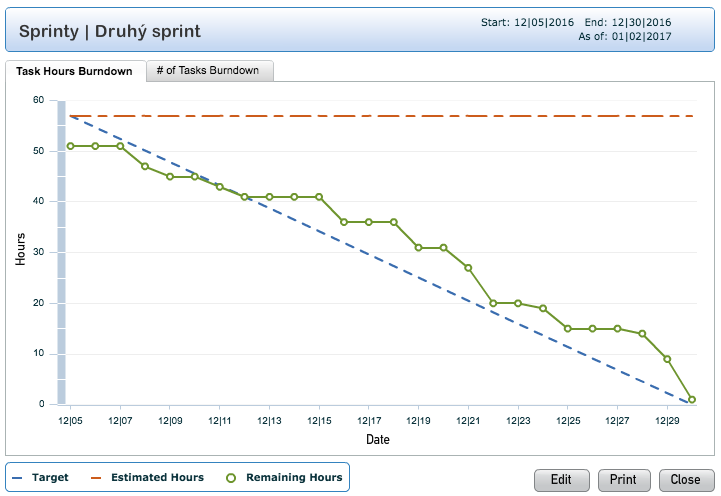 Sprinty | Druhý sprint
Start: 12|05|2016 End: 12|30|2016
As of: 01|02|2017
Task Hours Burndown
# of Tasks Burndown
60
50
40
30
20
10
0
Hours
12|05 12|07 12|09 12|11 12|13 12|15 12|17 12|19 12|21 12|23 12|25 12|27 12|29
Date
Target Estimated Hours Remaining Hours
Edit Print Close